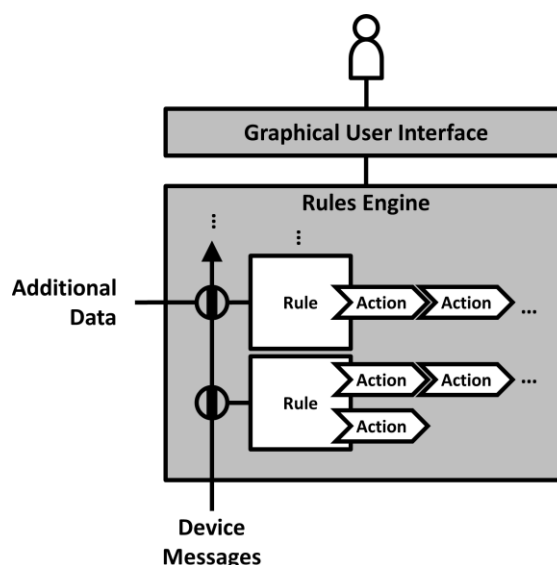 Graphical User Interface
Rules Engine
...
...
Additional
Data
Rule
Action
Action
...
Rule
Action
Action
...
Action
Device
Messages